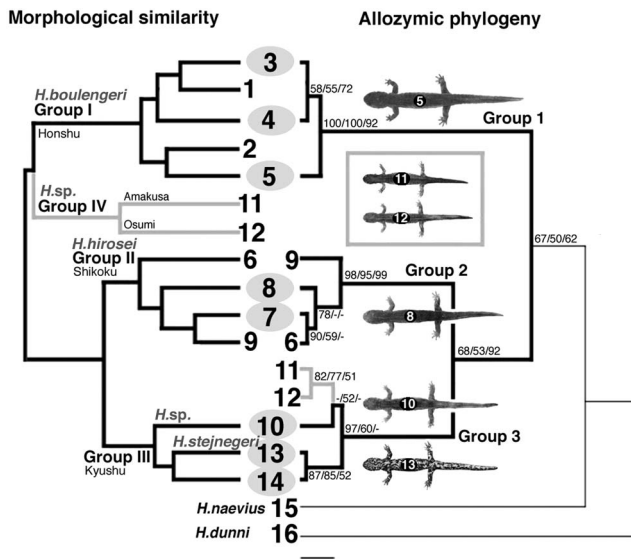 Morphological similarity Allozymic phylogeny
3
58/55/72
5
H.boulengeri
Group I
1
Group 1
100/100/92
4
Honshu
2
5
11
H.sp.
Group IV
Amakusa
11
12
Osumi
12
67/50/62
H.hirosei
Group II
Shikoku
6 9
98/95/99
Group 2
8
78/-/-
8
7
9 6
90/59/-
68/53/92
11
82/77/51
12
-/52/-
10
H.sp.
10
97/60/-
Group 3
H.stejnegeri
13
Group III
Kyushu
13
87/85/52
14
H.naevius 15
H.dunni 16